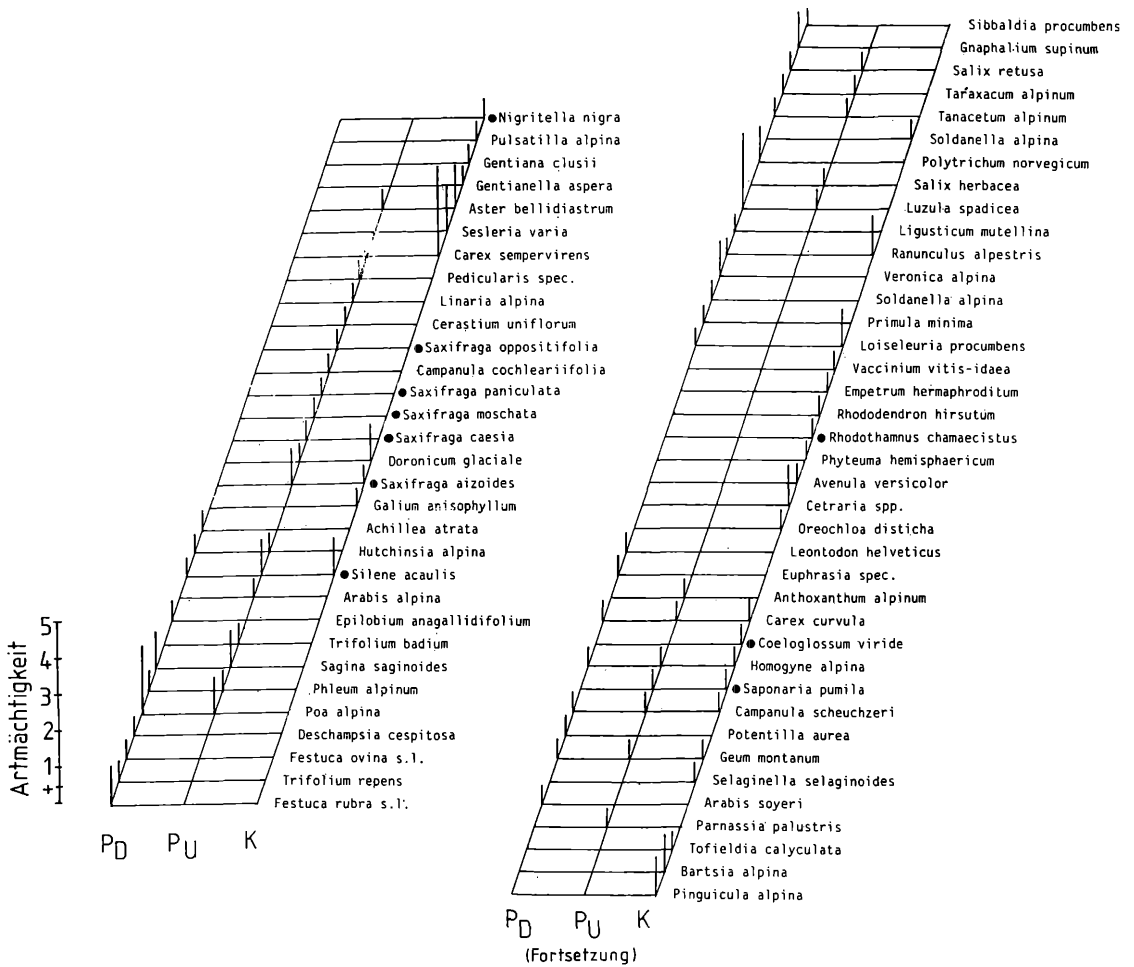 ●Nigritella nigra
Pulsatilla alpina
Gentiana clusii
Gentianella aspera
Aster bellidiastrum
Sesleria varia
Carex sempervirens
Pedicularis spec.
Linaria alpina
Cerastium uniflorum
●Saxifraga oppositifolia
Campanula cochleariifolia
●Saxifraga paniculata
●Saxifraga moschata
●Saxifraga caesia
Doronicum glaciale
●Saxifraga aizoides
Galium anisophyllum
Achillea atrata
Hutchinsia alpina
●Silene acaulis
Arabis alpina
Epilobium anagallidifolium
Trifolium badium
Sagina saginoides
Phleum alpinum
Poa alpina
Deschampsia cespitosa
Festuca ovina s.l.
Trifolium repens
Festuca rubra s.l.
Artmächtigkeit
5
4
3
2
1
+
PD PU K
Sibbaldia procumbens
Gnaphalium supinum
Salix retusa
Taraxacum alpinum
Tanacetum alpinum
Soldanella alpina
Polytrichum norvegicum
Salix herbacea
Luzula spadicea
Ligusticum mutellina
Ranunculus alpestris
Veronica alpina
Soldanella alpina
Primula minima
Loiseleuria procumbens
Vaccinium vitis-idaea
Empetrum hermaphroditum
Rhododendron hirsutum
●Rhodothamnus chamaecistus
Phyteuma hemisphaericum
Avenula versicolor
Cetraria spp.
Oreochloa disticha
Leontodon helveticus
Euphrasia spec.
Anthoxanthum alpinum
Carex curvula
●Coeloglossum viride
Homogyne alpina
●Saponaria pumila
Campanula scheuchzeri
Potentilla aurea
Geum montanum
Selaginella selaginoides
Arabis soyeri
Parnassia palustris
Tofieldia calyculata
Bartsia alpina
Pinguicula alpina
PD PU K
(Fortsetzung)